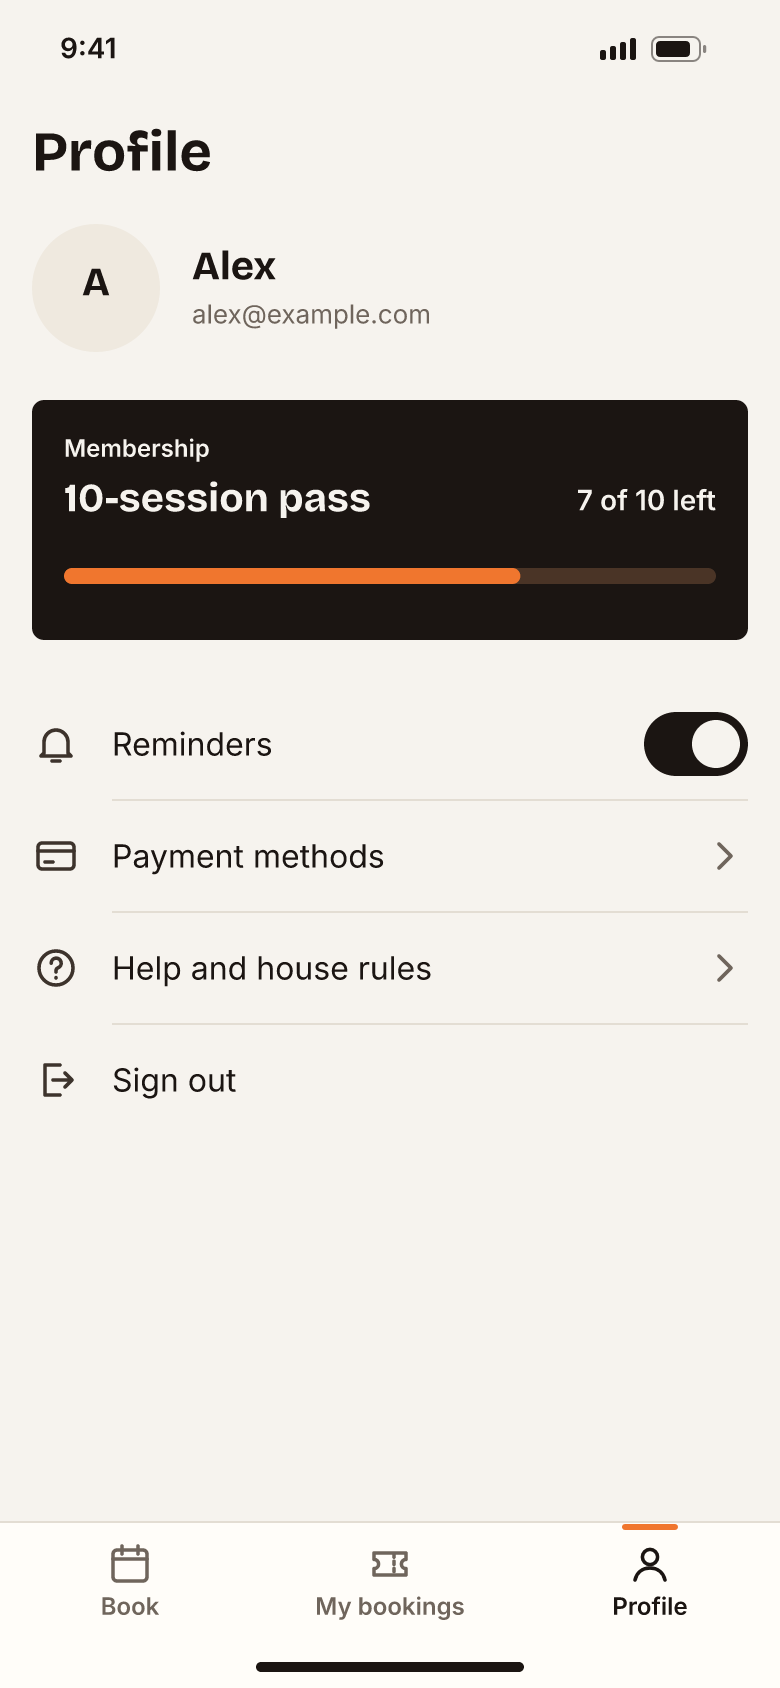 9:41
Profile
A
Alex
alex@example.com
Membership
10-session pass
7 of 10 left
Reminders
Payment methods
Help and house rules
Sign out
Book
My bookings
Profile